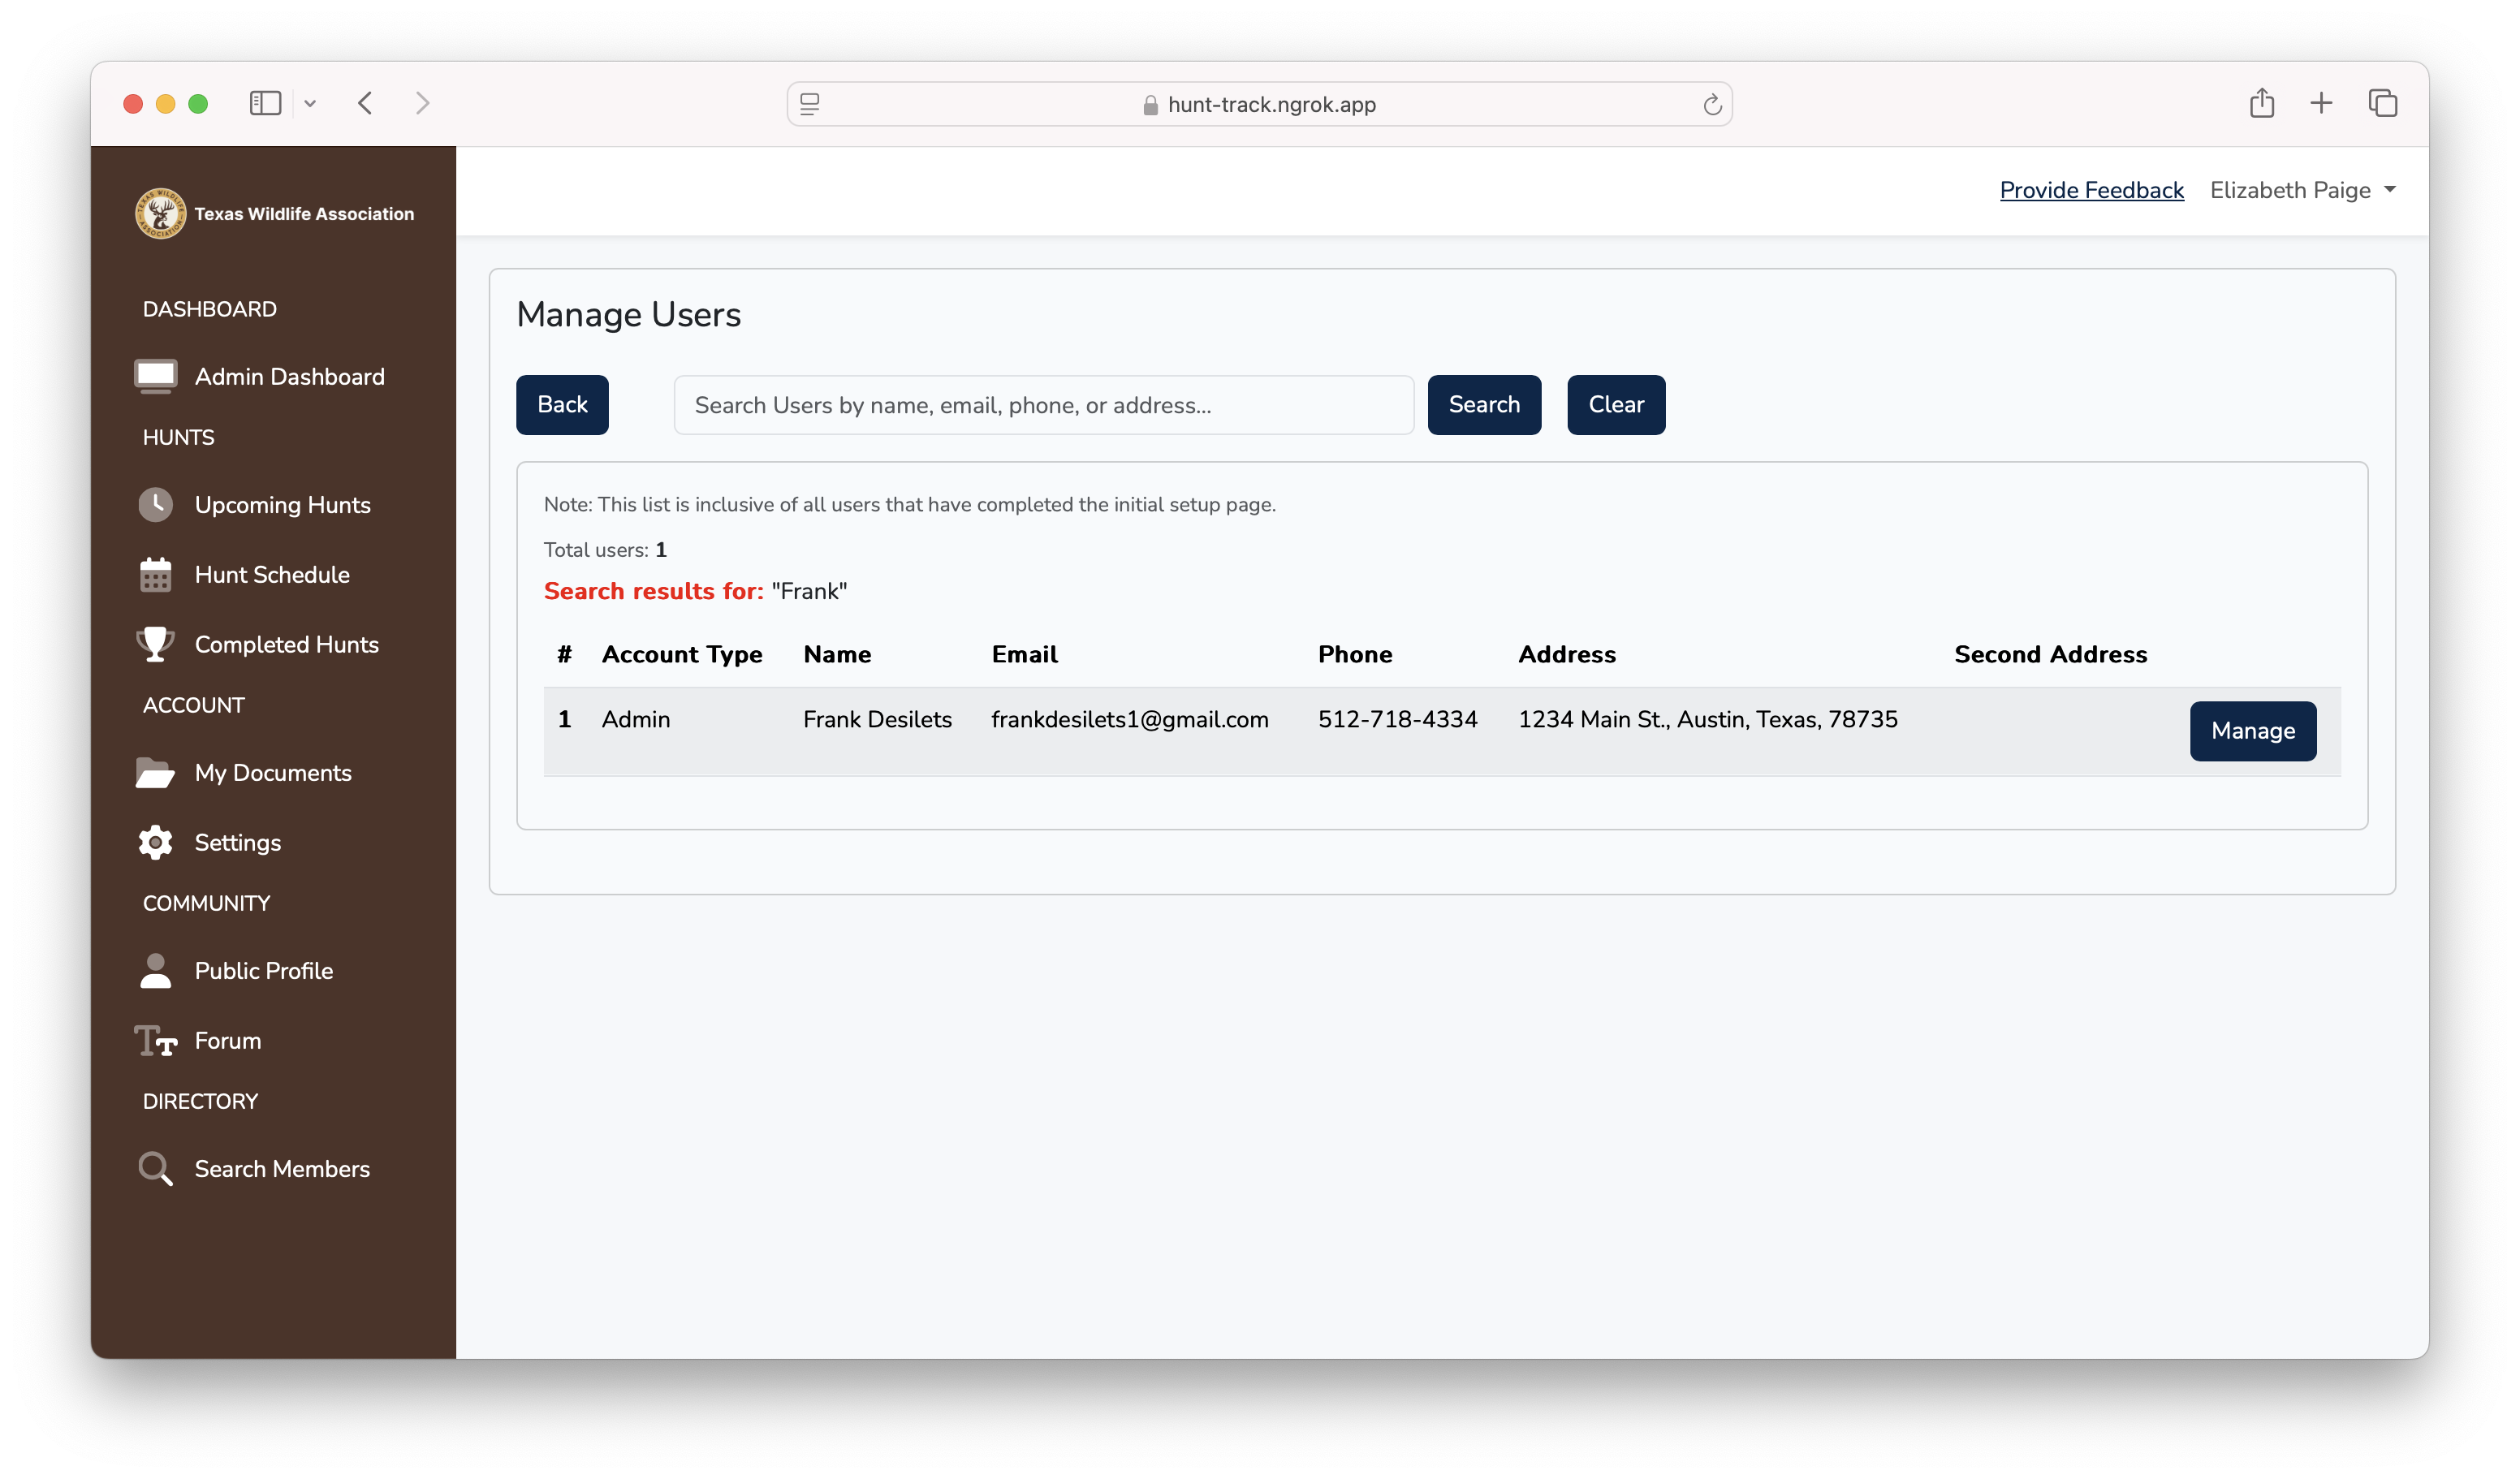 hunt-track.ngrok.app
Texas Wildlife Association
Provide Feedback Elizabeth Paige
DASHBOARD
Admin Dashboard
HUNTS
Upcoming Hunts
Hunt Schedule
Completed Hunts
ACCOUNT
My Documents
Settings
COMMUNITY
Public Profile
Forum
DIRECTORY
Search Members
Manage Users
Back Search Users by name, email, phone, or address... Search Clear
Note: This list is inclusive of all users that have completed the initial setup page.
Total users: 1
Search results for: "Frank"
# Account Type Name Email Phone Address Second Address
1 Admin Frank Desilets frankdesilets1@gmail.com 512-718-4334 1234 Main St., Austin, Texas, 78735 Manage